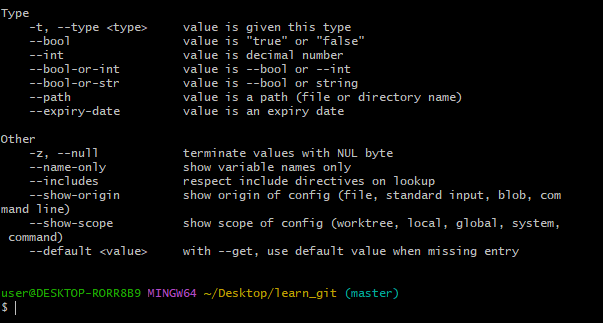 Type
    -t, --type <type>     value is given this type
    --bool                value is "true" or "false"
    --int                 value is decimal number
    --bool-or-int         value is --bool or --int
    --bool-or-str         value is --bool or string
    --path                value is a path (file or directory name)
    --expiry-date         value is an expiry date
Other
    -z, --null            terminate values with NUL byte
    --name-only           show variable names only
    --includes            respect include directives on lookup
    --show-origin         show origin of config (file, standard input, blob, com
mand line)
    --show-scope          show scope of config (worktree, local, global, system,
 command)
    --default <value>     with --get, use default value when missing entry
user@DESKTOP-RORR8B9 MINGW64 ~/Desktop/learn_git (master)
$